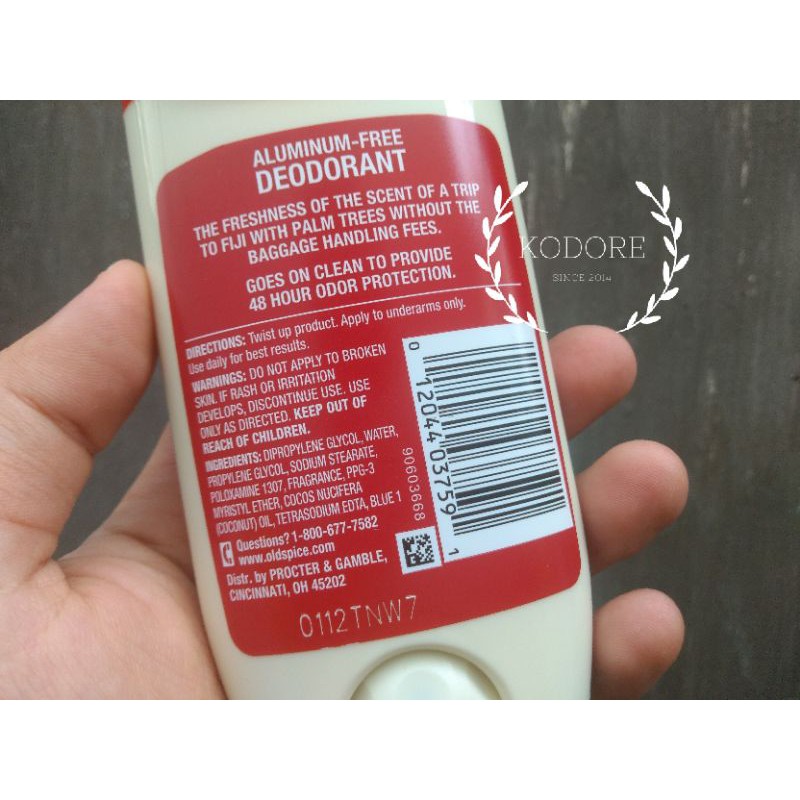 ALUMINUM-FREE
DEODORANT
THE FRESHNESS OF THE SCENT OF A TRIP
TO FIJI WITH PALM TREES WITHOUT THE
BAGGAGE HANDLING FEES.
GOES ON CLEAN TO PROVIDE
48 HOUR ODOR PROTECTION.
DIRECTIONS: Twist up product. Apply to underarms only.
Use daily for best results.
WARNINGS: DO NOT APPLY TO BROKEN
SKIN. IF RASH OR IRRITATION
DEVELOPS, DISCONTINUE USE. USE
ONLY AS DIRECTED. KEEP OUT OF
REACH OF CHILDREN.
INGREDIENTS: DIPROPYLENE GLYCOL, WATER,
PROPYLENE GLYCOL, SODIUM STEARATE,
POLOXAMINE 1307, FRAGRANCE, PPG-3
MYRISTYL ETHER, COCOS NUCIFERA
(COCONUT) OIL, TETRASODIUM EDTA, BLUE 1
Questions? 1-800-677-7582
www.oldspice.com
Distr. by PROCTER & GAMBLE,
CINCINNATI, OH 45202
90603668
0 12044 03759 1
0112TNW7
KODORE
SINCE 2014